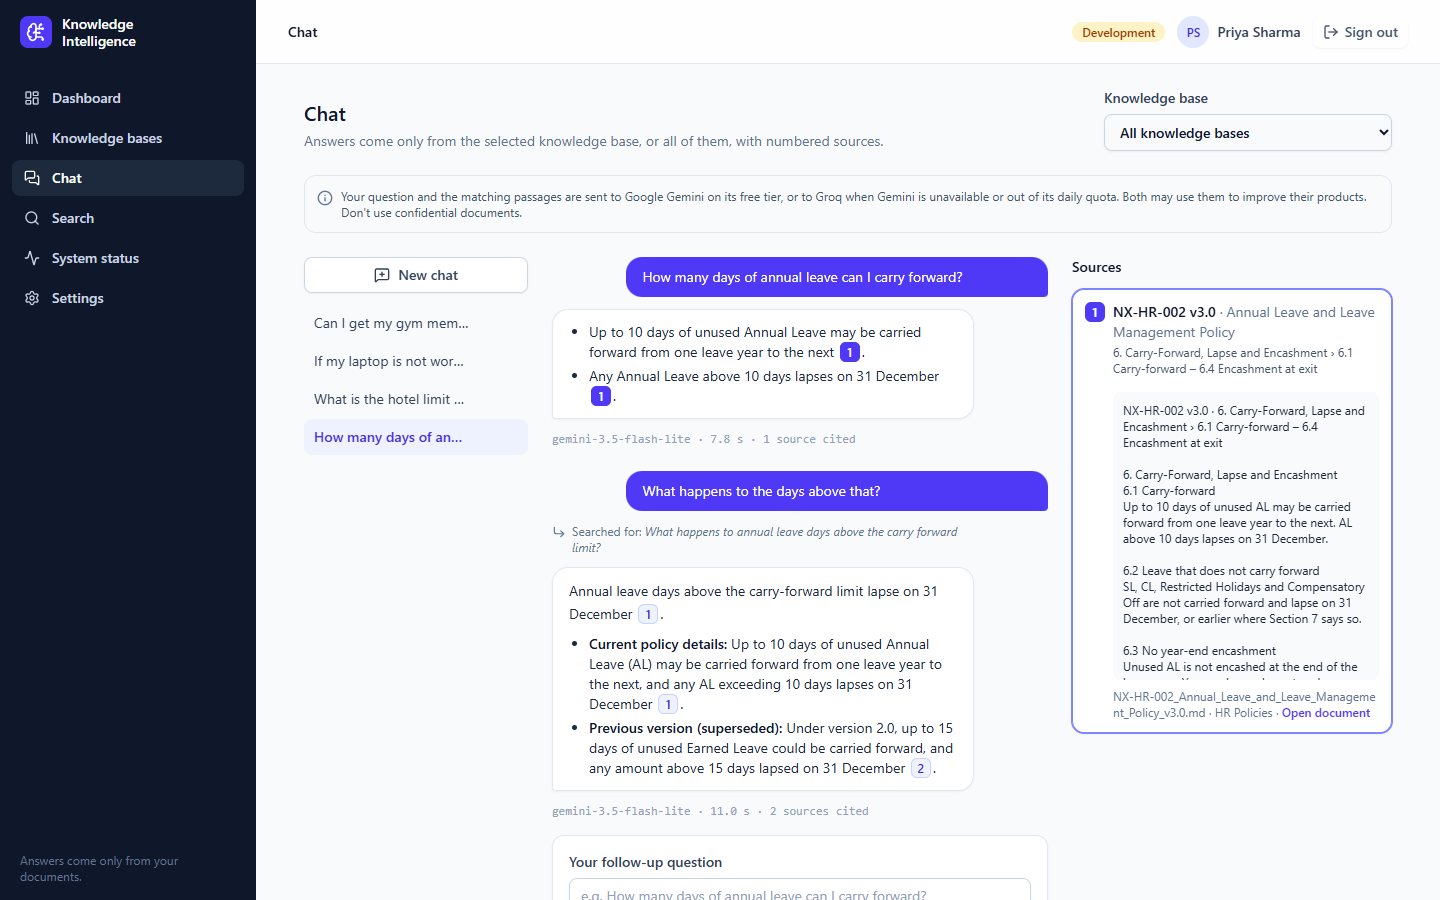 Knowledge
Intelligence
Dashboard
Knowledge bases
Chat
Search
System status
Settings
Answers come only from your
documents.
Chat
Development
PS
Priya Sharma
Sign out
Chat
Answers come only from the selected knowledge base, or all of them, with numbered sources.
Knowledge base
All knowledge bases
Your question and the matching passages are sent to Google Gemini on its free tier, or to Groq when Gemini is unavailable or out of its daily quota. Both may use them to improve their products.
Don't use confidential documents.
New chat
Can I get my gym mem...
If my laptop is not wor...
What is the hotel limit ...
How many days of an...
How many days of annual leave can I carry forward?
• Up to 10 days of unused Annual Leave may be carried
forward from one leave year to the next 1.
• Any Annual Leave above 10 days lapses on 31 December
1.
gemini-3.5-flash-lite · 7.8 s · 1 source cited
What happens to the days above that?
Searched for: What happens to annual leave days above the carry forward
limit?
Annual leave days above the carry-forward limit lapse on 31
December 1.
• Current policy details: Up to 10 days of unused Annual
Leave (AL) may be carried forward from one leave year to
the next, and any AL exceeding 10 days lapses on 31
December 1.
• Previous version (superseded): Under version 2.0, up to 15
days of unused Earned Leave could be carried forward, and
any amount above 15 days lapsed on 31 December 2.
gemini-3.5-flash-lite · 11.0 s · 2 sources cited
Your follow-up question
e.g. How many days of annual leave can I carry forward?
Sources
1 NX-HR-002 v3.0 · Annual Leave and Leave
Management Policy
6. Carry-Forward, Lapse and Encashment › 6.1
Carry-forward – 6.4 Encashment at exit
NX-HR-002 v3.0 · 6. Carry-Forward, Lapse and
Encashment › 6.1 Carry-forward – 6.4
Encashment at exit
6. Carry-Forward, Lapse and Encashment
6.1 Carry-forward
Up to 10 days of unused AL may be carried
forward from one leave year to the next. AL
above 10 days lapses on 31 December.
6.2 Leave that does not carry forward
SL, CL, Restricted Holidays and Compensatory
Off are not carried forward and lapse on 31
December, or earlier where Section 7 says so.
6.3 No year-end encashment
Unused AL is not encashed at the end of the
NX-HR-002_Annual_Leave_and_Leave_Manageme
nt_Policy_v3.0.md · HR Policies · Open document